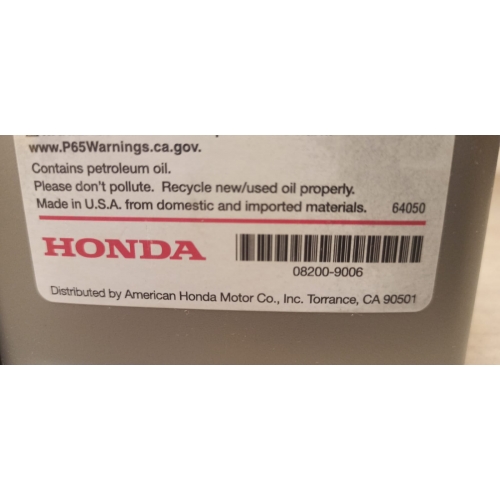 www.P65Warnings.ca.gov.
Contains petroleum oil.
Please don't pollute. Recycle new/used oil properly.
Made in U.S.A. from domestic and imported materials. 64050
HONDA
08200-9006
Distributed by American Honda Motor Co., Inc. Torrance, CA 90501